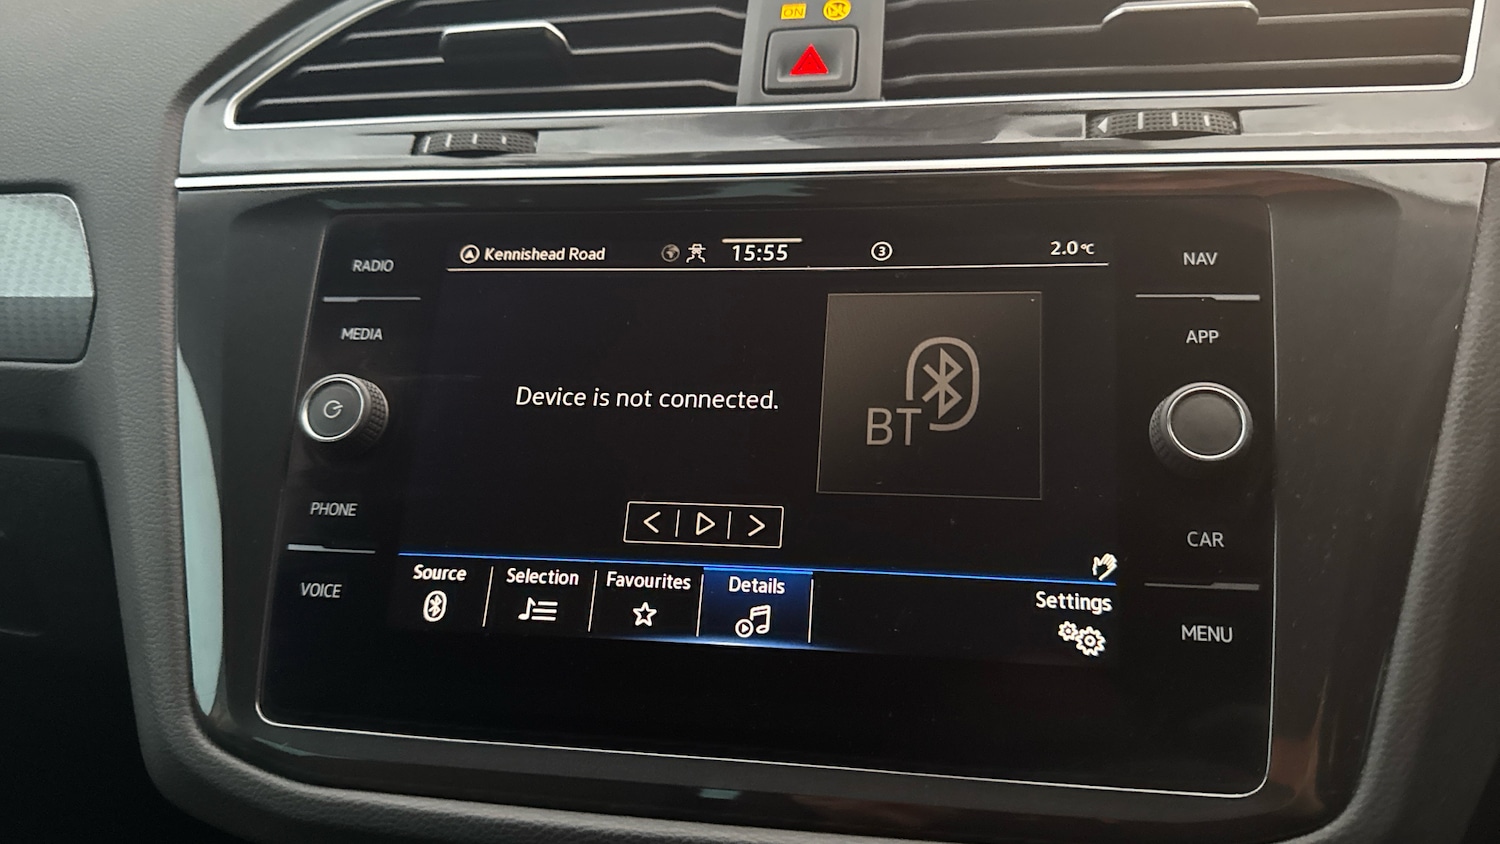 ON
RADIO
MEDIA
PHONE
VOICE
Kennishead Road
15:55
3
2.0°C
Device is not connected.
BT
Source
Selection
Favourites
Details
Settings
NAV
APP
CAR
MENU